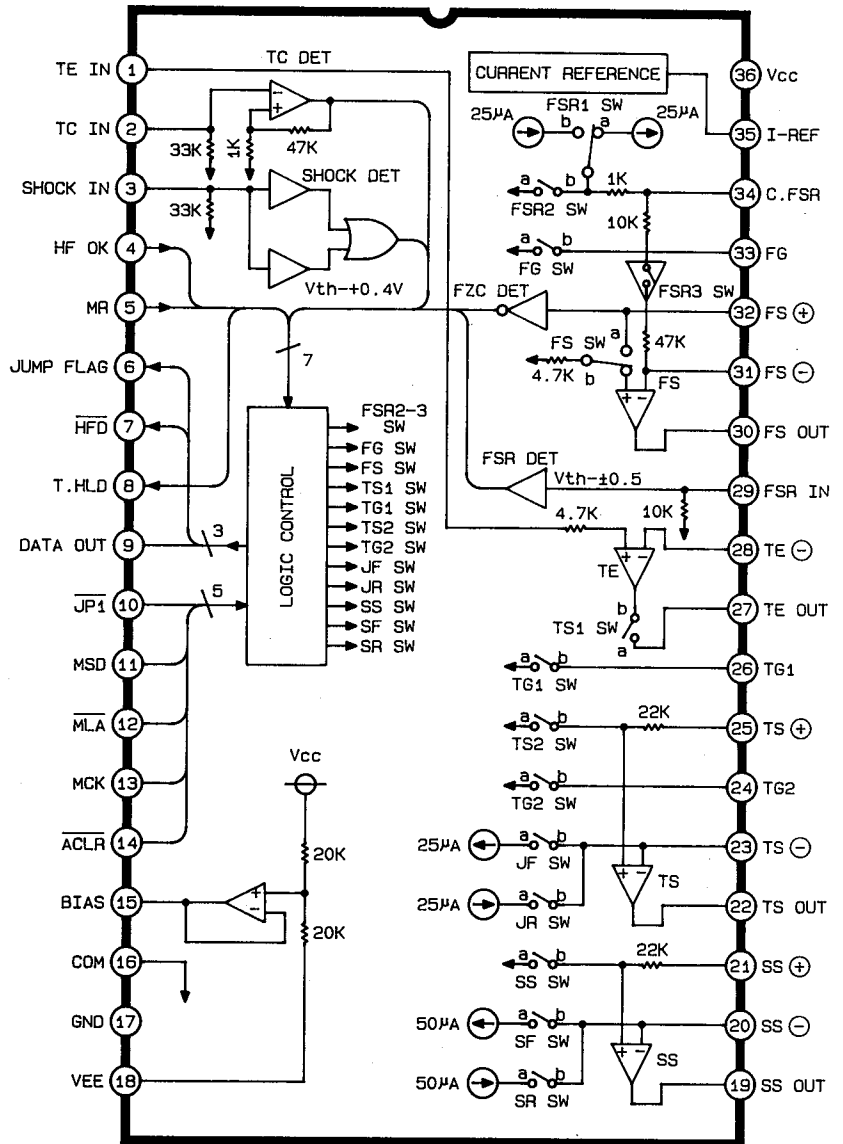 TE IN 1
TC IN 2
SHOCK IN 3
HF OK 4
MR 5
JUMP FLAG 6
HFD 7
T.HLD 8
DATA OUT 9
JP1 10
MSD 11
MLA 12
MCK 13
ACLR 14
BIAS 15
COM 16
GND 17
VEE 18
TC DET
33K
1K
47K
SHOCK DET
33K
Vth-+0.4V
7
LOGIC CONTROL
3
5
FSR2-3
SW
FG SW
FS SW
TS1 SW
TG1 SW
TS2 SW
TG2 SW
JF SW
JR SW
SS SW
SF SW
SR SW
Vcc
20K
+
-
20K
CURRENT REFERENCE
25µA
FSR1 SW
b a
25µA
a b
FSR2 SW
1K
10K
a b
FG SW
FSR3 SW
FZC DET
FS SW
a
b
4.7K
47K
+ -
FS
FSR DET
Vth-±0.5
10K
4.7K
+ -
TE
b
TS1 SW
a
a b
TG1 SW
a b
TS2 SW
22K
a b
TG2 SW
25µA
a b
JF SW
+ -
TS
25µA
a b
JR SW
a b
SS SW
22K
50µA
a b
SF SW
+ -
SS
50µA
a b
SR SW
36 Vcc
35 I-REF
34 C.FSR
33 FG
32 FS ⊕
31 FS ⊖
30 FS OUT
29 FSR IN
28 TE ⊖
27 TE OUT
26 TG1
25 TS ⊕
24 TG2
23 TS ⊖
22 TS OUT
21 SS ⊕
20 SS ⊖
19 SS OUT